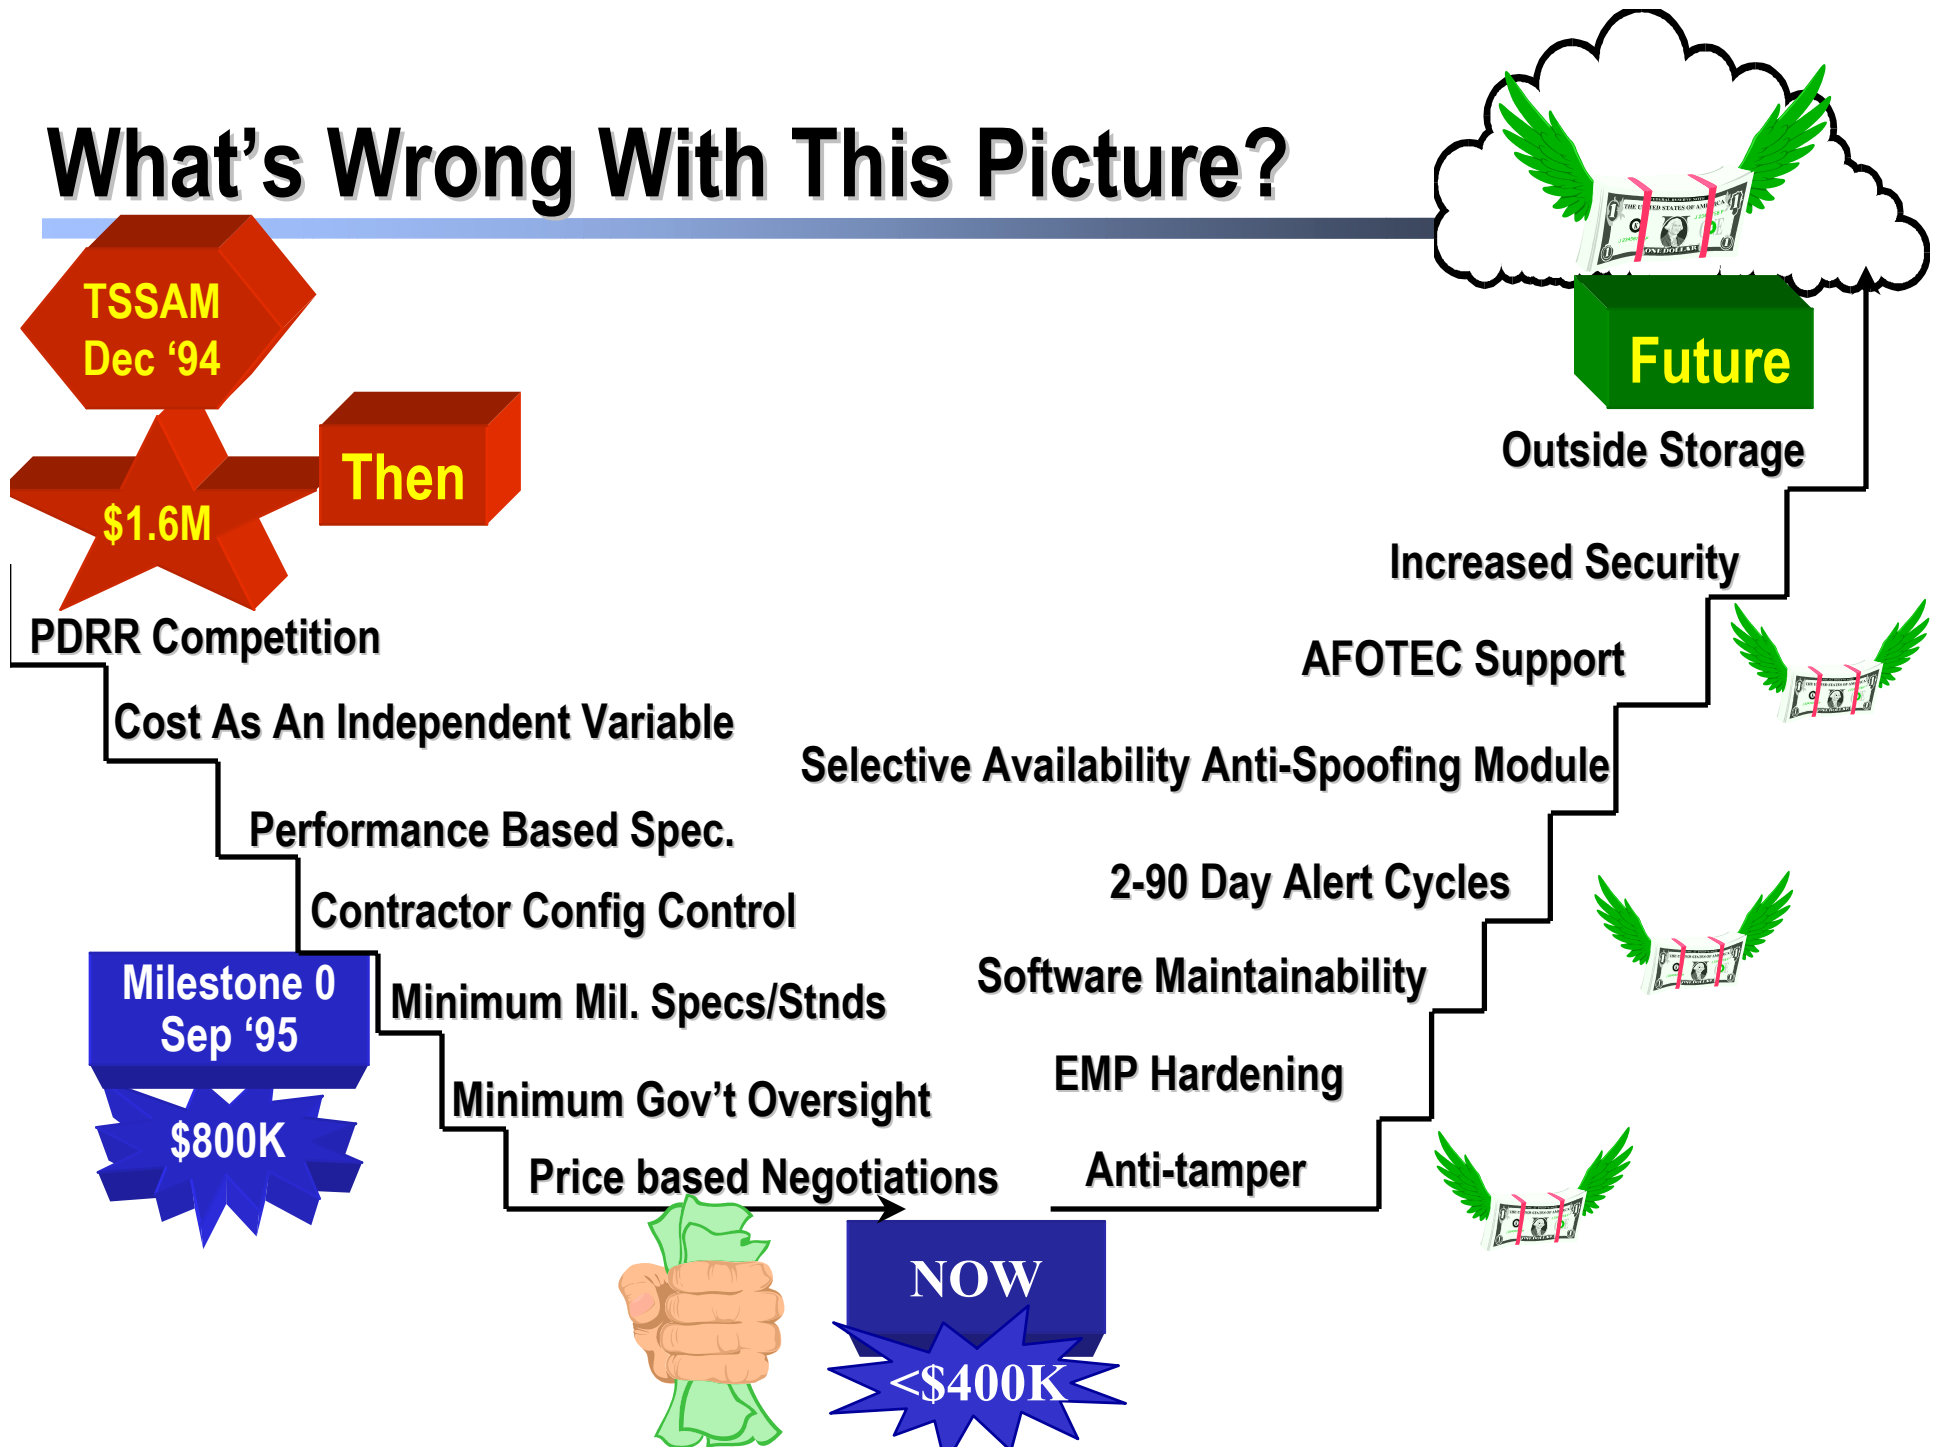 What’s Wrong With This Picture?
TSSAM
Dec ‘94
$1.6M
Then
PDRR Competition
Cost As An Independent Variable
Performance Based Spec.
Contractor Config Control
Milestone 0
Sep ‘95
$800K
Minimum Mil. Specs/Stnds
Minimum Gov’t Oversight
Price based Negotiations
NOW
<$400K
Anti-tamper
EMP Hardening
Software Maintainability
2-90 Day Alert Cycles
Selective Availability Anti-Spoofing Module
AFOTEC Support
Increased Security
Outside Storage
Future